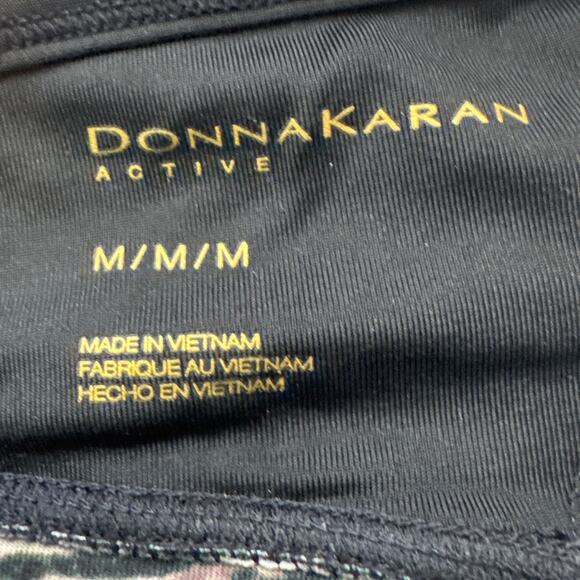 DONNAKARAN
ACTIVE
M/M/M
MADE IN VIETNAM
FABRIQUE AU VIETNAM
HECHO EN VIETNAM